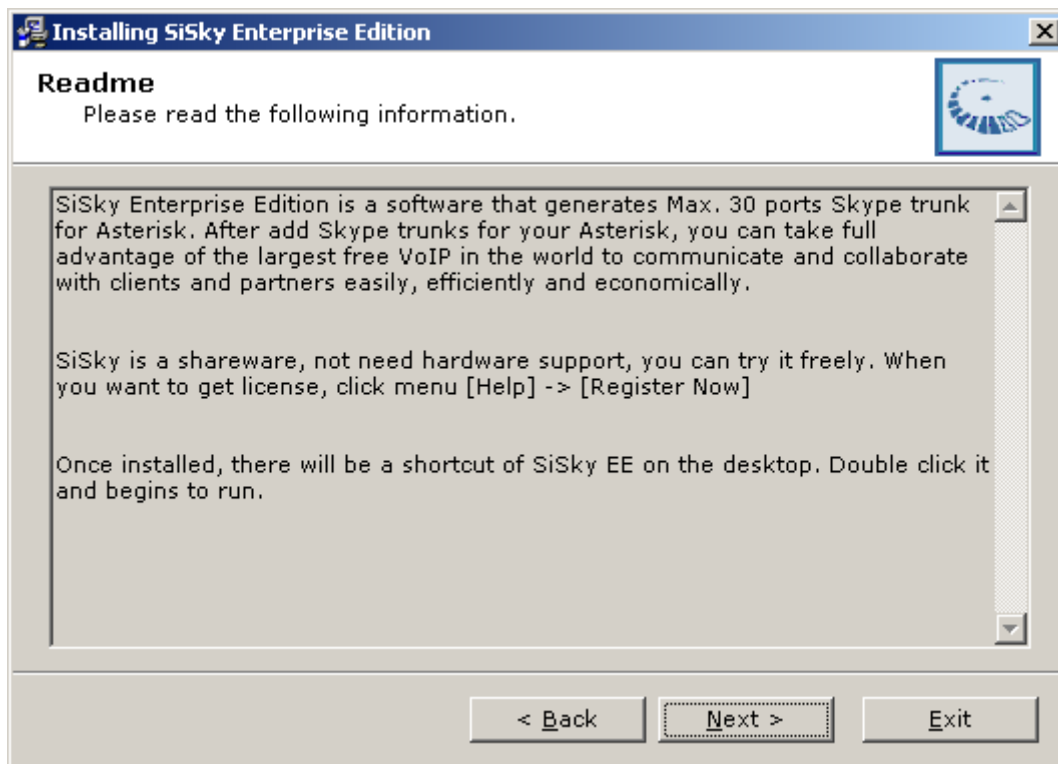 Installing SiSky Enterprise Edition
Readme
Please read the following information.
SiSky Enterprise Edition is a software that generates Max. 30 ports Skype trunk
for Asterisk. After add Skype trunks for your Asterisk, you can take full
advantage of the largest free VoIP in the world to communicate and collaborate
with clients and partners easily, efficiently and economically.
SiSky is a shareware, not need hardware support, you can try it freely. When
you want to get license, click menu [Help] -> [Register Now]
Once installed, there will be a shortcut of SiSky EE on the desktop. Double click it
and begins to run.
< Back
Next >
Exit